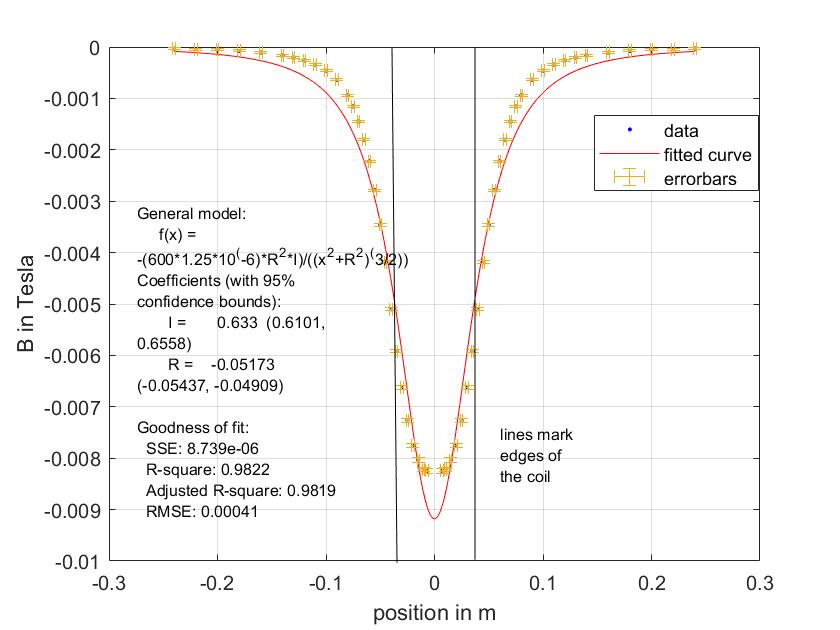 0
-0.001
-0.002
-0.003
-0.004
-0.005
-0.006
-0.007
-0.008
-0.009
-0.01
B in Tesla
-0.3
-0.2
-0.1
0
0.1
0.2
0.3
position in m
data
fitted curve
errorbars
General model:
f(x) =
-(600*1.25*10^(-6)*R^2*I)/((x^2+R^2)^(3/2))
Coefficients (with 95%
confidence bounds):
I = 0.633 (0.6101,
0.6558)
R = -0.05173
(-0.05437, -0.04909)
Goodness of fit:
SSE: 8.739e-06
R-square: 0.9822
Adjusted R-square: 0.9819
RMSE: 0.00041
lines mark
edges of
the coil